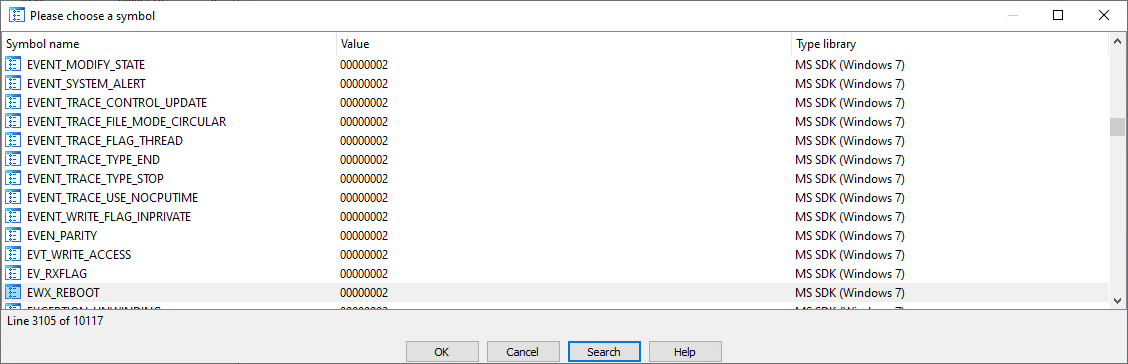 Please choose a symbol
Symbol name Value Type library
EVENT_MODIFY_STATE 00000002 MS SDK (Windows 7)
EVENT_SYSTEM_ALERT 00000002 MS SDK (Windows 7)
EVENT_TRACE_CONTROL_UPDATE 00000002 MS SDK (Windows 7)
EVENT_TRACE_FILE_MODE_CIRCULAR 00000002 MS SDK (Windows 7)
EVENT_TRACE_FLAG_THREAD 00000002 MS SDK (Windows 7)
EVENT_TRACE_TYPE_END 00000002 MS SDK (Windows 7)
EVENT_TRACE_TYPE_STOP 00000002 MS SDK (Windows 7)
EVENT_TRACE_USE_NOCPUTIME 00000002 MS SDK (Windows 7)
EVENT_WRITE_FLAG_INPRIVATE 00000002 MS SDK (Windows 7)
EVEN_PARITY 00000002 MS SDK (Windows 7)
EVT_WRITE_ACCESS 00000002 MS SDK (Windows 7)
EV_RXFLAG 00000002 MS SDK (Windows 7)
EWX_REBOOT 00000002 MS SDK (Windows 7)
Line 3105 of 10117
OK Cancel Search Help